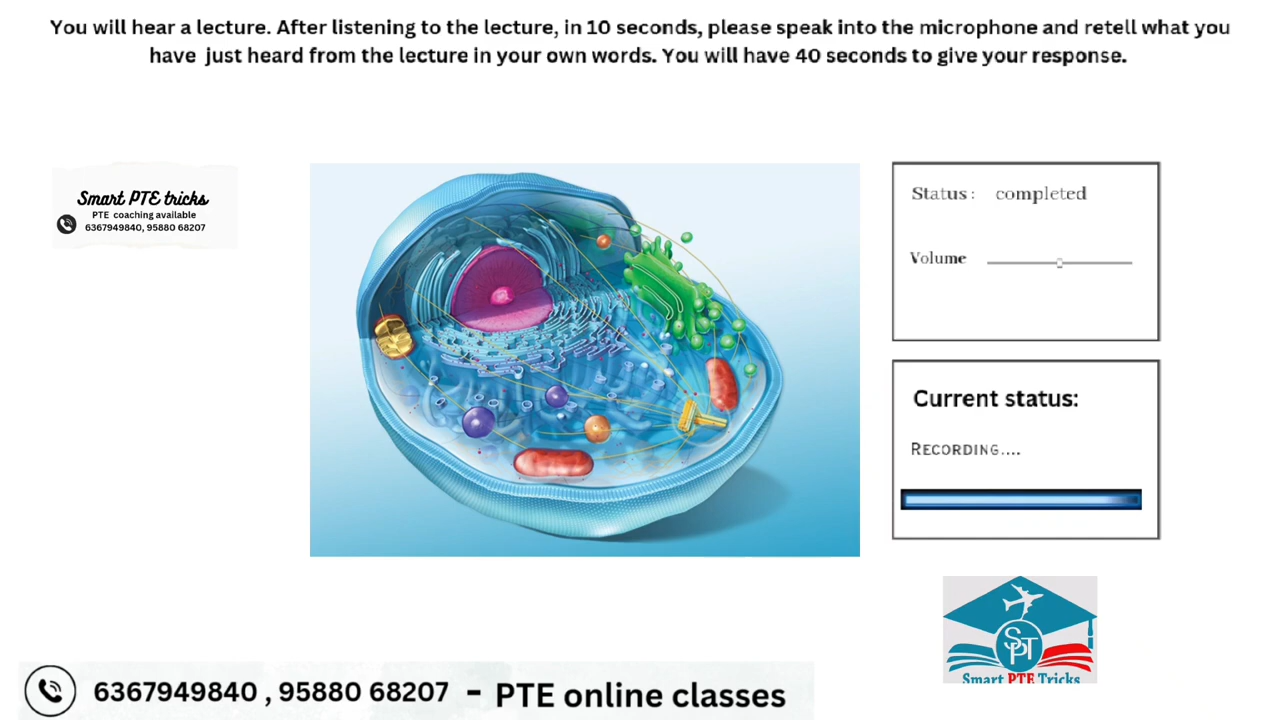 You will hear a lecture. After listening to the lecture, in 10 seconds, please speak into the microphone and retell what you
have just heard from the lecture in your own words. You will have 40 seconds to give your response.
Smart PTE tricks
PTE coaching available
6367949840, 95880 68207
Status: completed
Volume
Current status:
RECORDING....
SPT
Smart PTE Tricks
6367949840 , 95880 68207 - PTE online classes